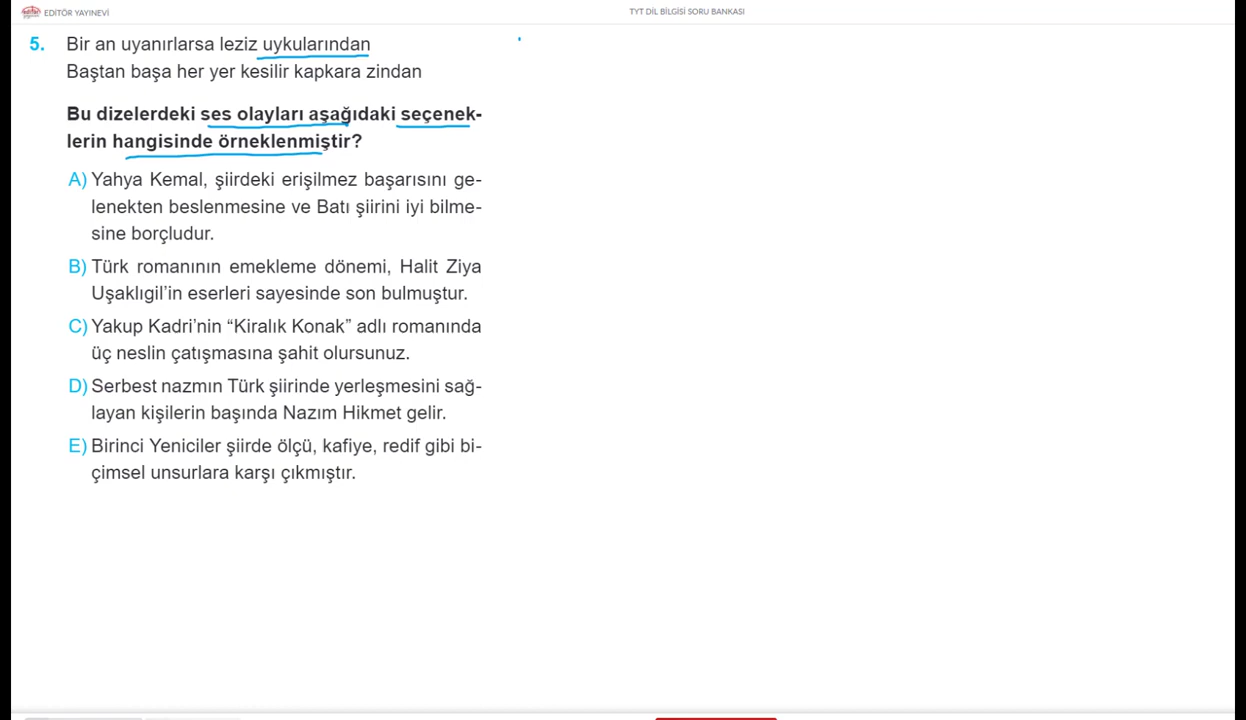 EDİTÖR YAYINEVİ
TYT DİL BİLGİSİ SORU BANKASI
5. Bir an uyanırlarsa leziz uykularından
Baştan başa her yer kesilir kapkara zindan
Bu dizelerdeki ses olayları aşağıdaki seçenek-
lerin hangisinde örneklenmiştir?
A) Yahya Kemal, şiirdeki erişilmez başarısını ge-
lenekten beslenmesine ve Batı şiirini iyi bilme-
sine borçludur.
B) Türk romanının emekleme dönemi, Halit Ziya
Uşaklıgil'in eserleri sayesinde son bulmuştur.
C) Yakup Kadri'nin “Kiralık Konak” adlı romanında
üç neslin çatışmasına şahit olursunuz.
D) Serbest nazmın Türk şiirinde yerleşmesini sağ-
layan kişilerin başında Nazım Hikmet gelir.
E) Birinci Yeniciler şiirde ölçü, kafiye, redif gibi bi-
çimsel unsurlara karşı çıkmıştır.